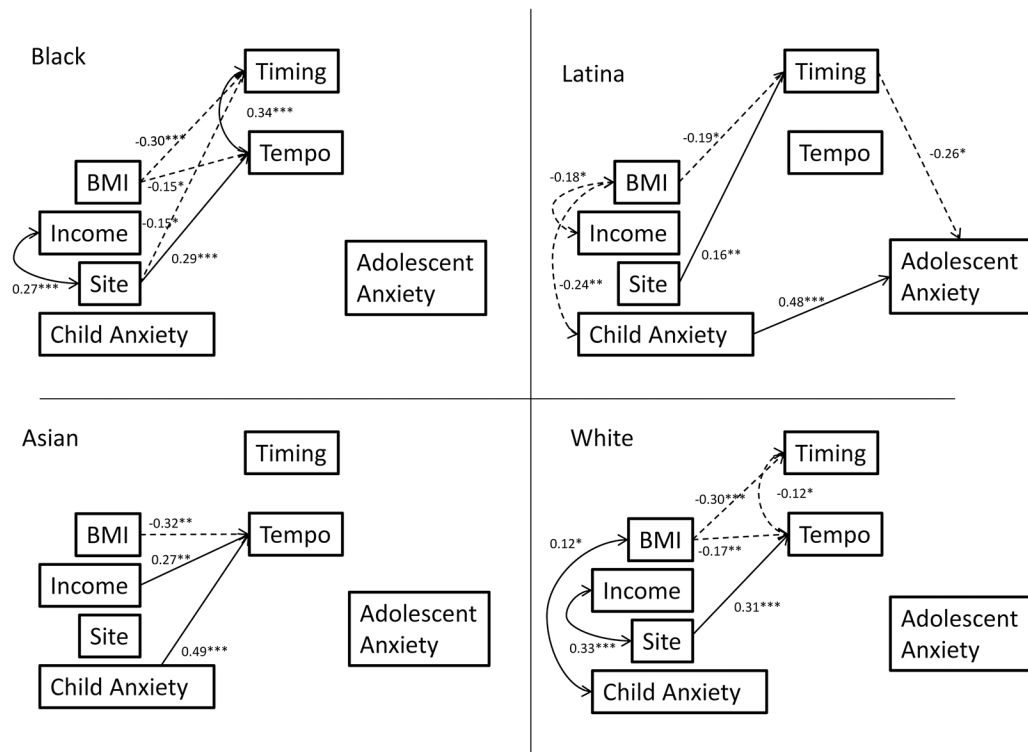 Black
Timing
0.34***
-0.30***
Tempo
BMI
-0.15*
Income
-0.15*
Site
0.29***
0.27***
Child Anxiety
Adolescent
Anxiety
Latina
Timing
-0.19*
Tempo
-0.26*
-0.18*
BMI
Income
Site
0.16**
-0.24**
Child Anxiety
0.48***
Adolescent
Anxiety
Asian
Timing
-0.32**
BMI
Tempo
0.27**
Income
Site
0.49***
Child Anxiety
Adolescent
Anxiety
White
Timing
-0.30***
-0.12*
0.12*
BMI
-0.17**
Tempo
Income
0.31***
Site
0.33***
Child Anxiety
Adolescent
Anxiety